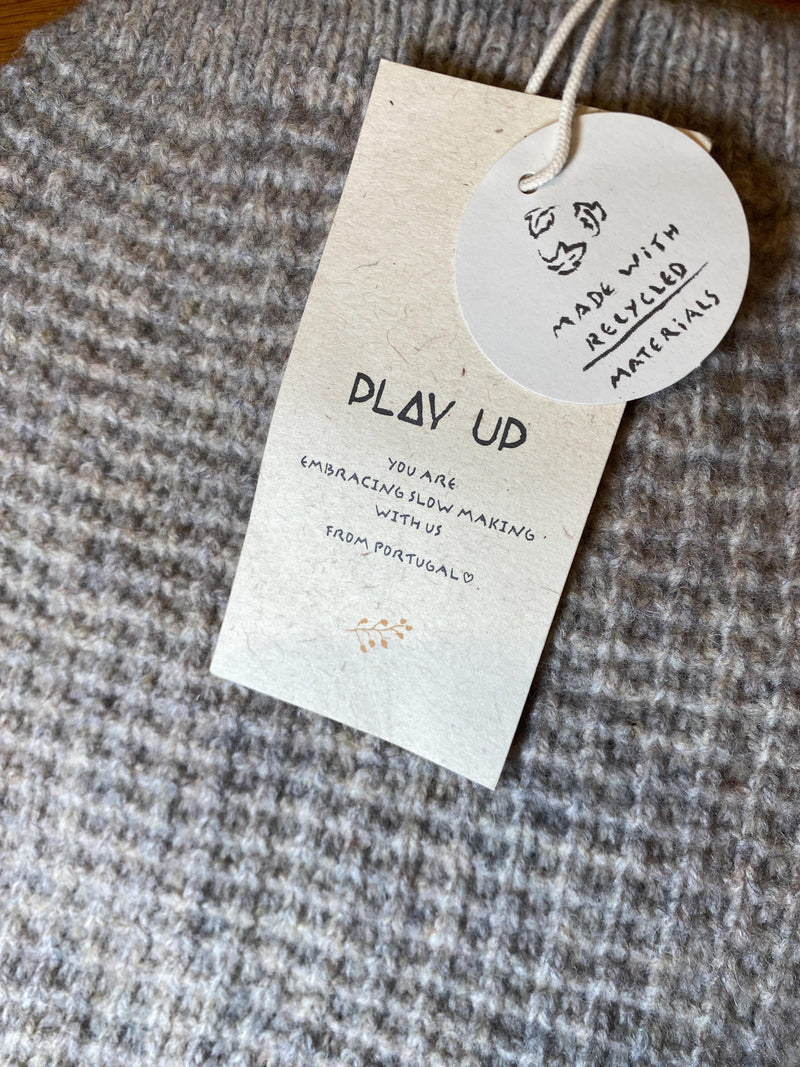 MADE WITH
RECYCLED
MATERiALS
PLAY UP
YOU ARE
EMBRACING SLOW MAKING
WITH US
FROM PORTUGAL♡